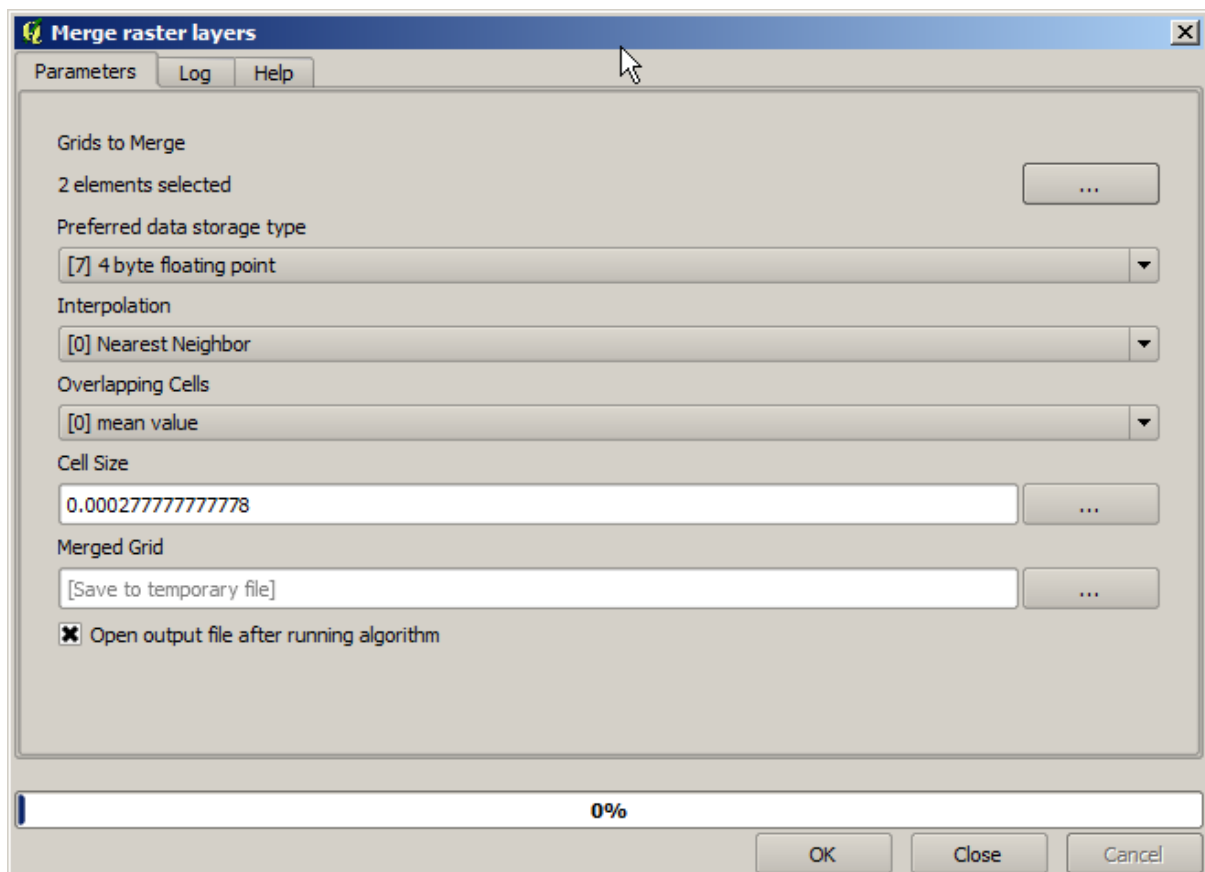 Merge raster layers
Parameters Log Help
Grids to Merge
2 elements selected
...
Preferred data storage type
[7] 4 byte floating point
Interpolation
[0] Nearest Neighbor
Overlapping Cells
[0] mean value
Cell Size
0.000277777777778
...
Merged Grid
[Save to temporary file]
...
Open output file after running algorithm
0%
OK Close Cancel